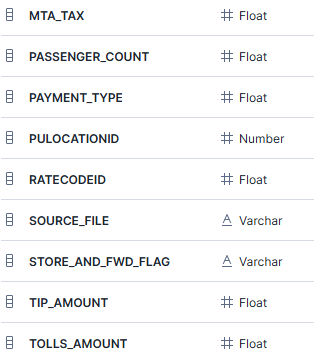 MTA_TAX Float
PASSENGER_COUNT Float
PAYMENT_TYPE Float
PULOCATIONID Number
RATECODEID Float
SOURCE_FILE Varchar
STORE_AND_FWD_FLAG Varchar
TIP_AMOUNT Float
TOLLS_AMOUNT Float